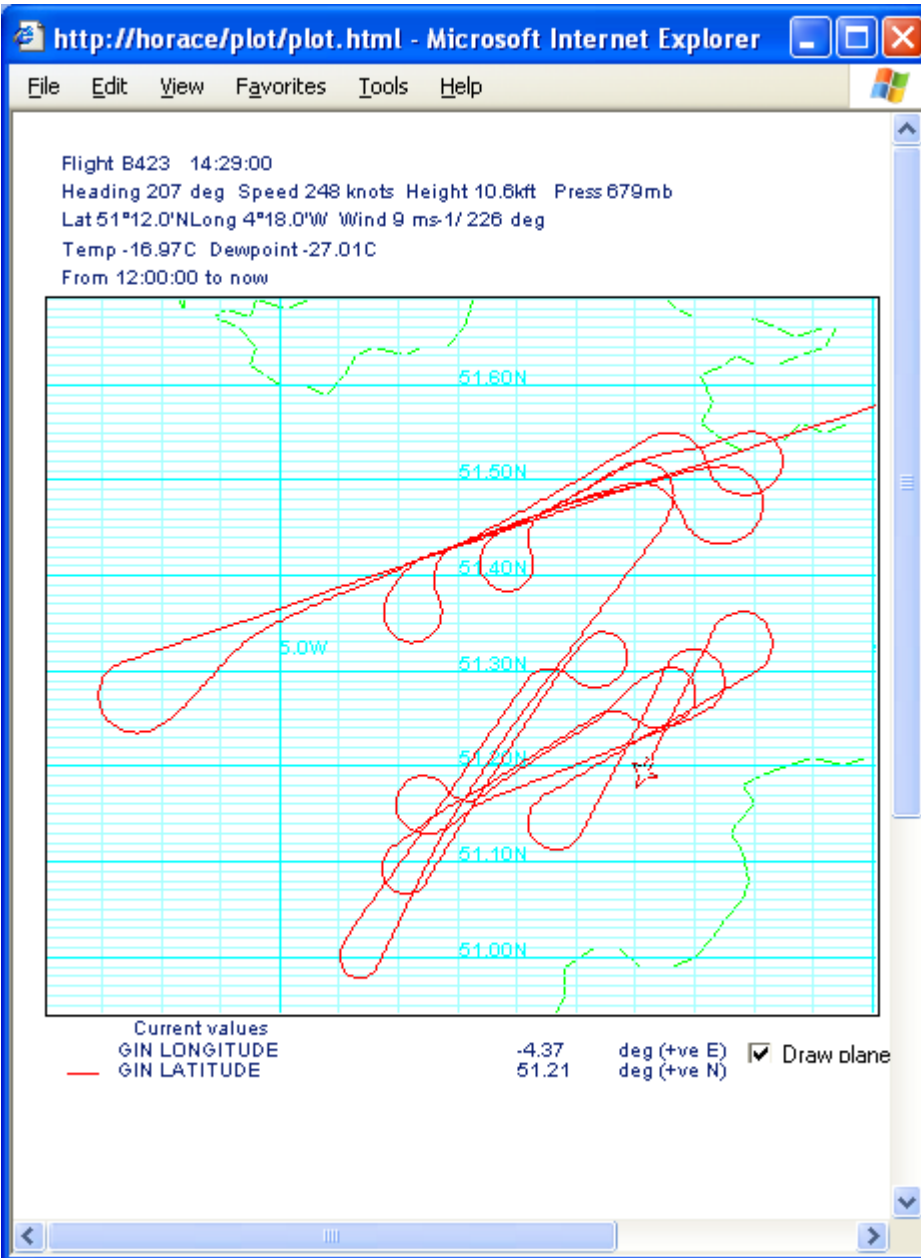 http://horace/plot/plot.html - Microsoft Internet Explorer
File Edit View Favorites Tools Help
Flight B423 14:29:00
Heading 207 deg Speed 248 knots Height 10.6kft Press 679mb
Lat 51°12.0'NLong 4°18.0'W Wind 9 ms-1/ 226 deg
Temp -16.97C Dewpoint -27.01C
From 12:00:00 to now
51.60N
51.50N
51.40N
5.0W
51.30N
51.20N
51.10N
51.00N
Current values
GIN LONGITUDE -4.37 deg (+ve E)
GIN LATITUDE 51.21 deg (+ve N)
Draw plane